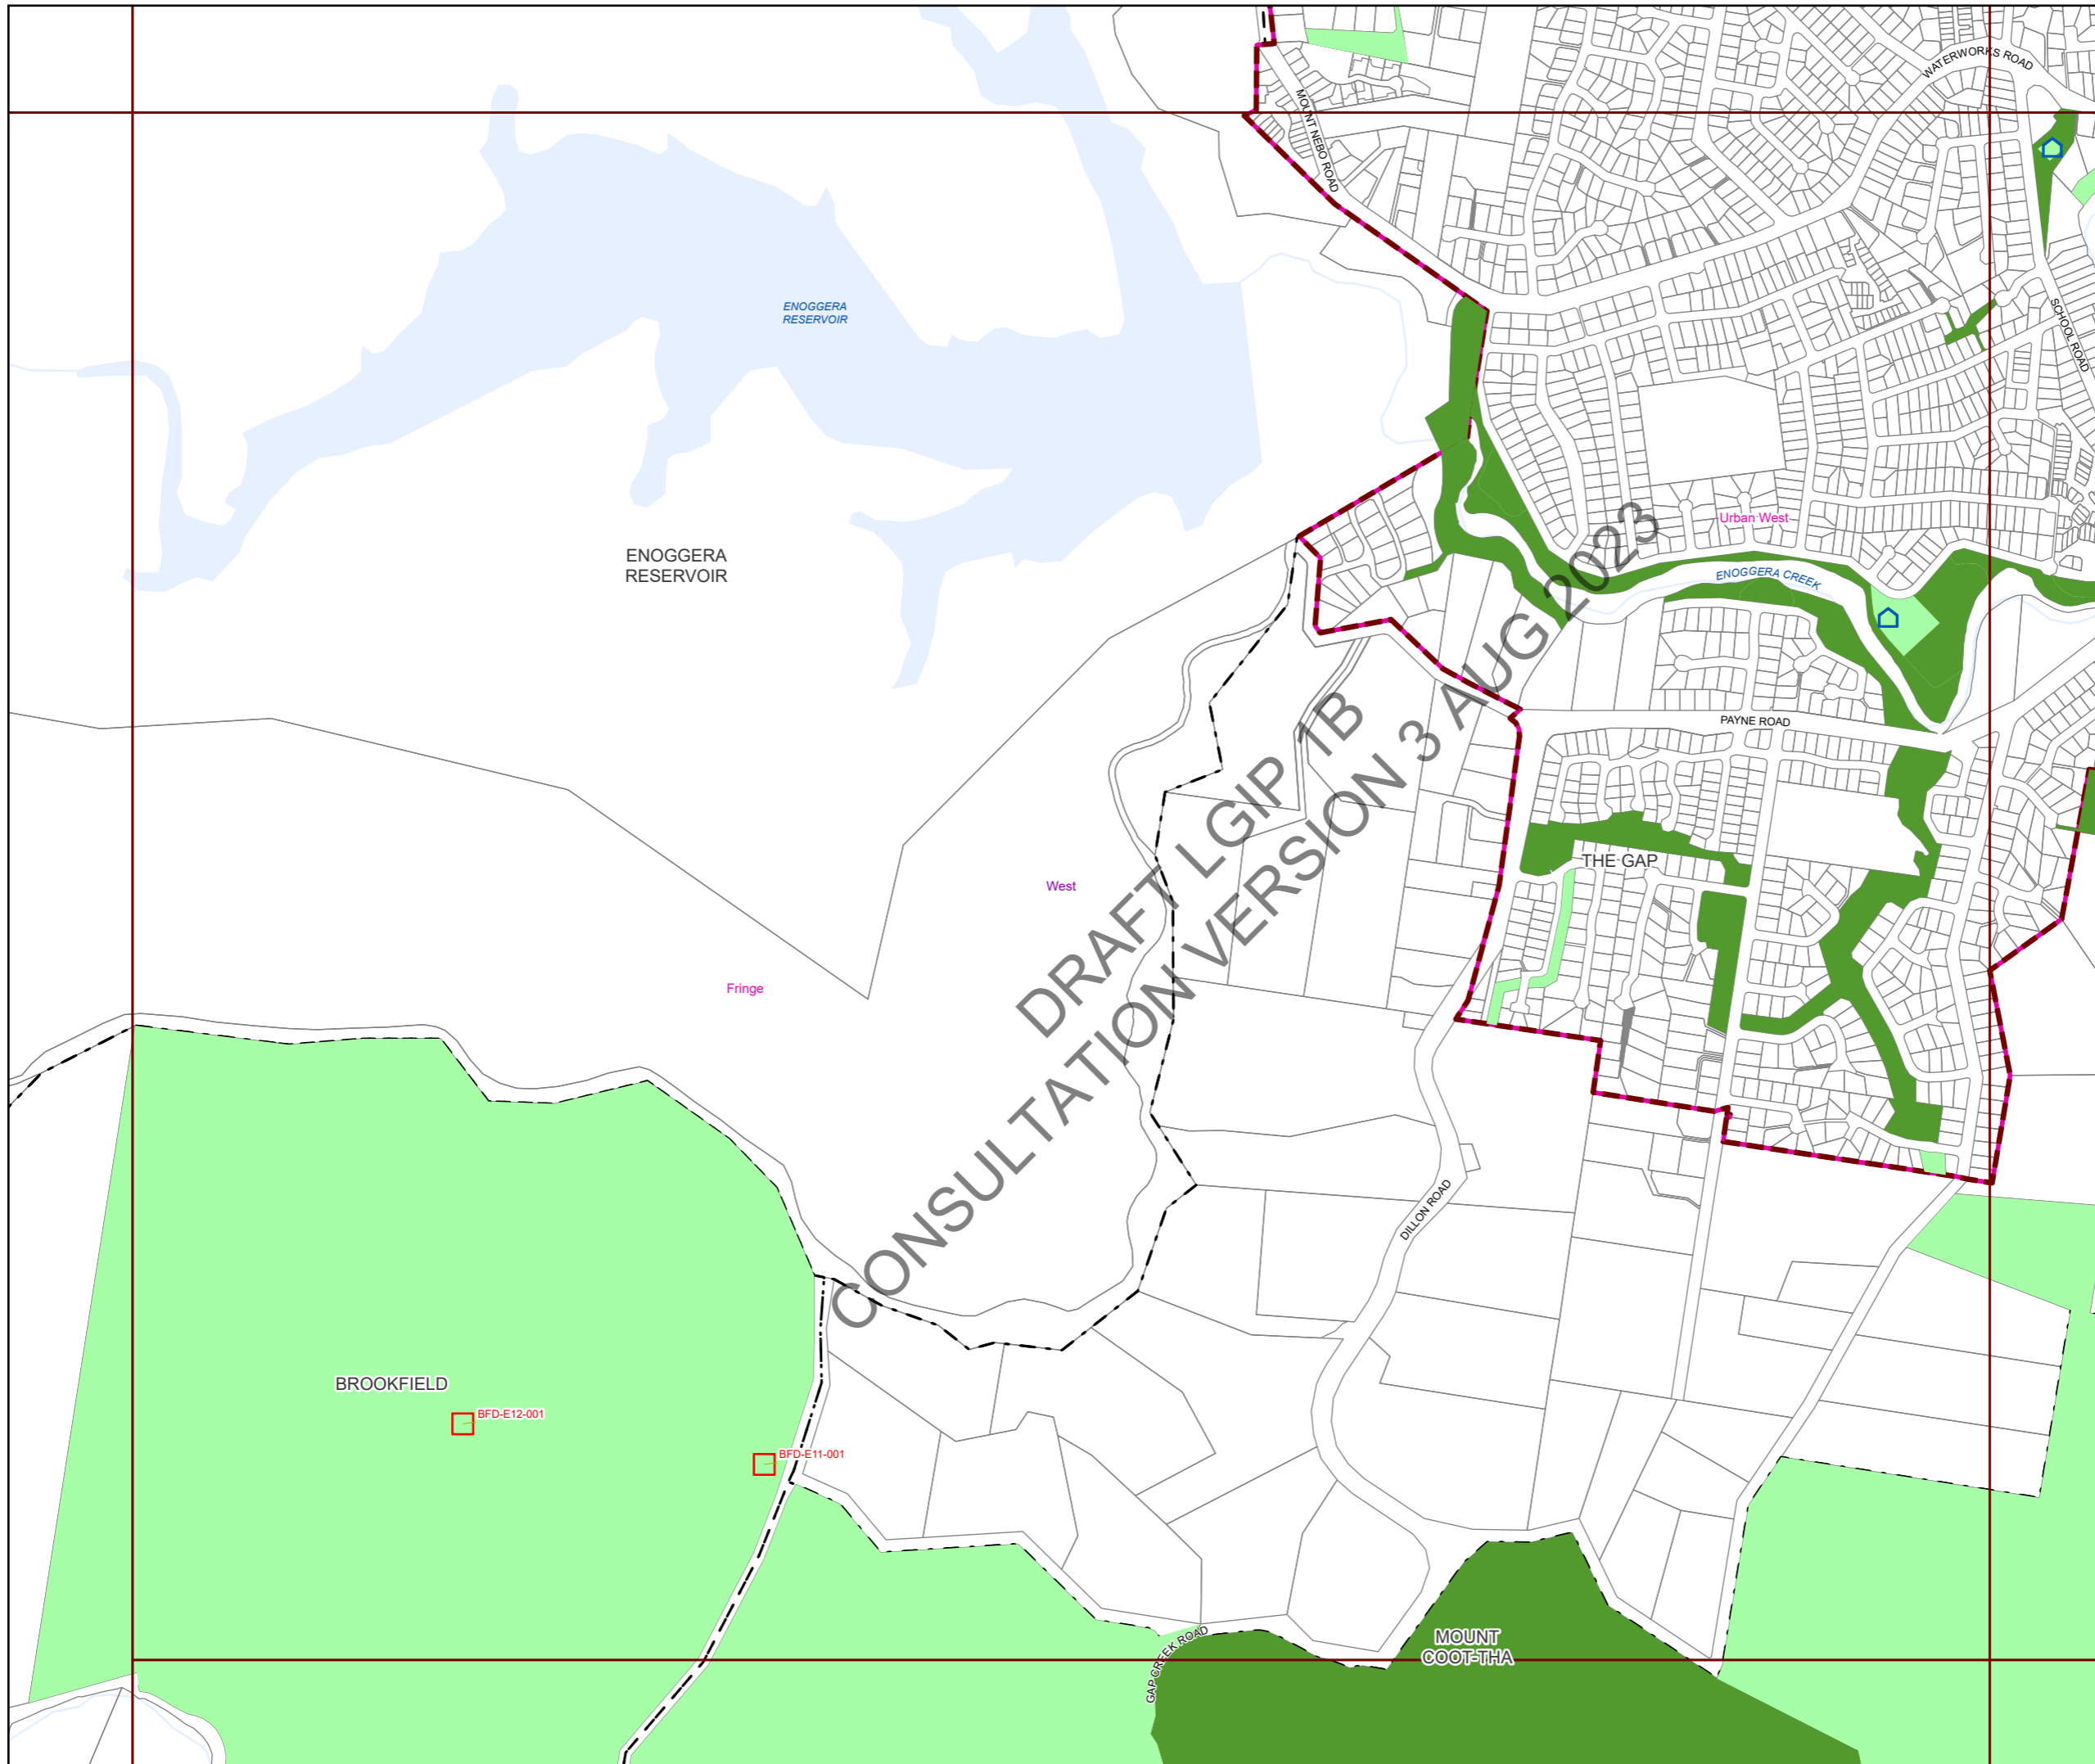 WATERWORKS ROAD
MOUNT NEBO ROAD
ENOGGERA
RESERVOIR
SCHOOL ROAD
Urban West
ENOGGERA
RESERVOIR
ENOGGERA CREEK
PAYNE ROAD
THE GAP
West
Fringe
DRAFT LGIP 1B
CONSULTATION VERSION 3 AUG 2023
DILLON ROAD
BROOKFIELD
BFD-E12-001
BFD-E11-001
GAP CREEK ROAD
MOUNT
COOT-THA